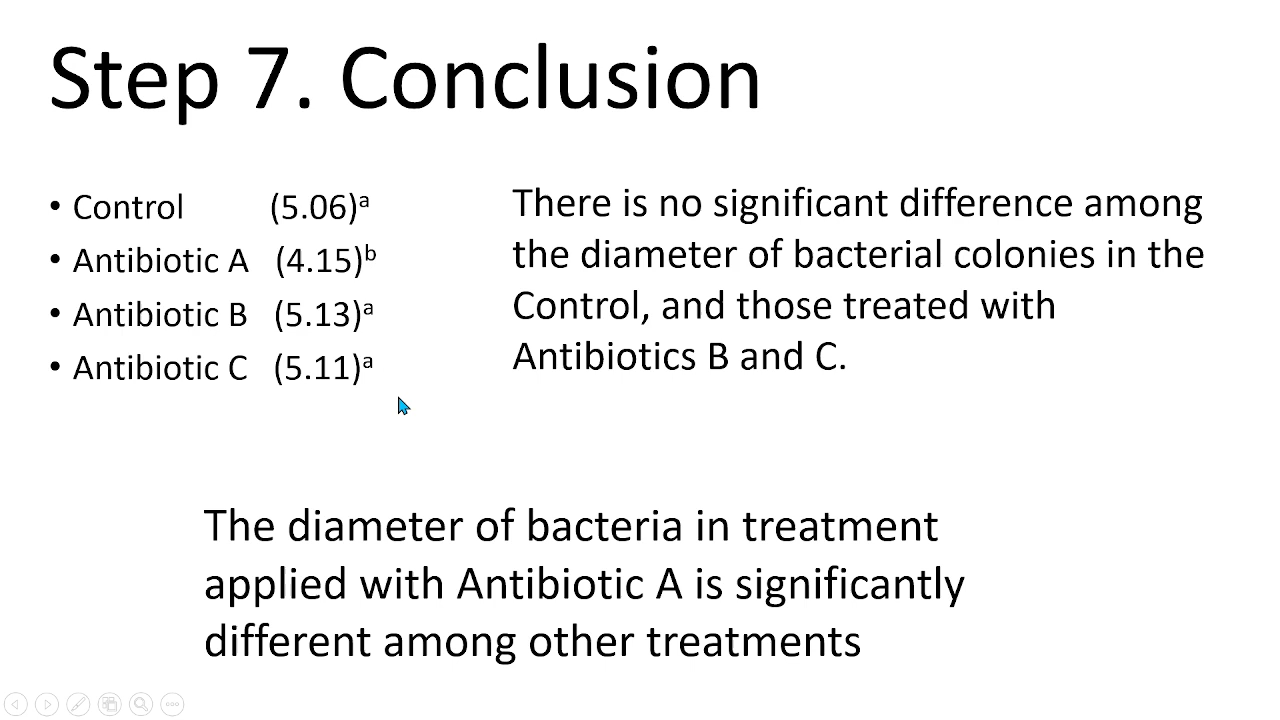 Step 7. Conclusion
• Control (5.06)ᵃ
• Antibiotic A (4.15)ᵇ
• Antibiotic B (5.13)ᵃ
• Antibiotic C (5.11)ᵃ
There is no significant difference among
the diameter of bacterial colonies in the
Control, and those treated with
Antibiotics B and C.
The diameter of bacteria in treatment
applied with Antibiotic A is significantly
different among other treatments